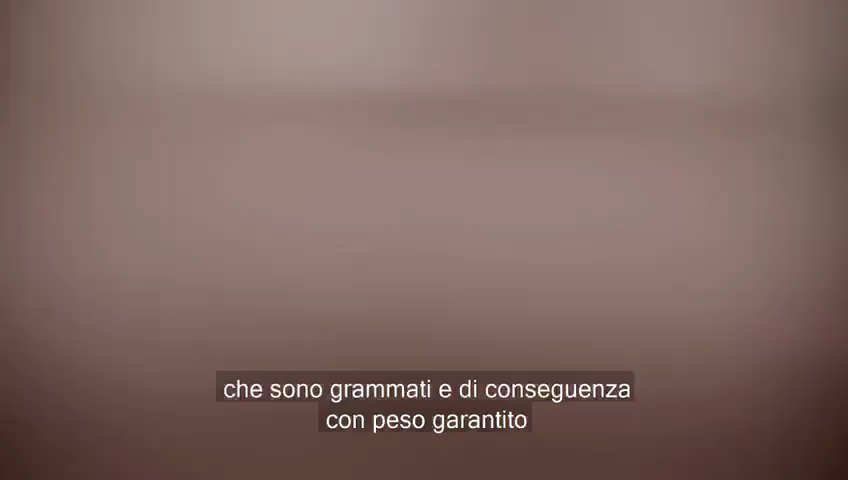 che sono grammati e di conseguenza
con peso garantito